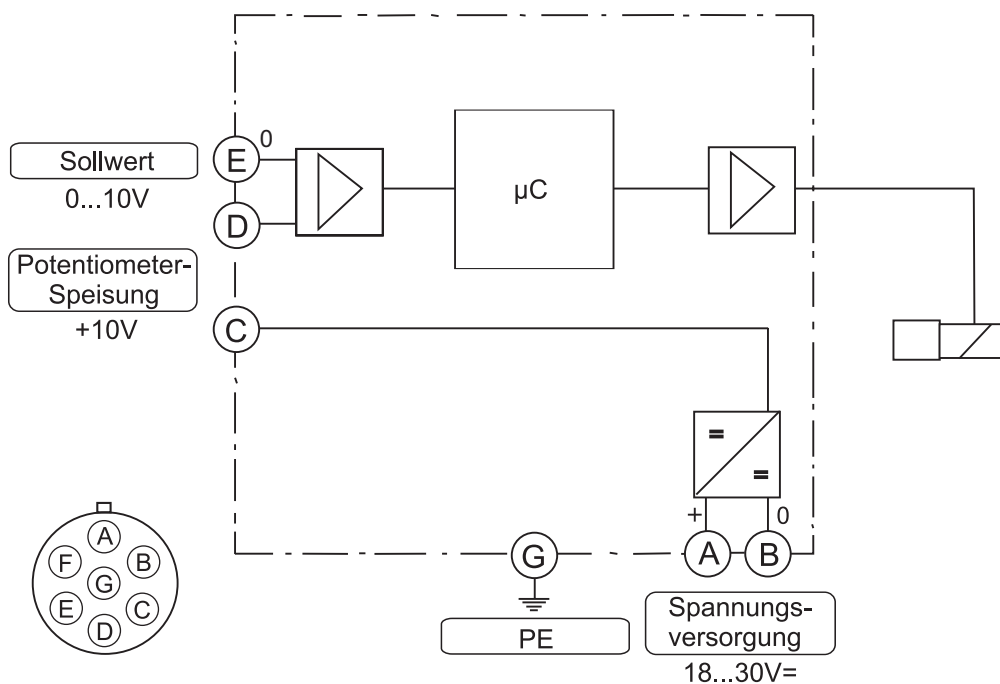 Sollwert
0...10V
E
0
D
µC
Potentiometer-
Speisung
+10V
C
=
=
+
0
G
A
B
PE
Spannungs-
versorgung
18...30V=
A
F
B
G
E
C
D